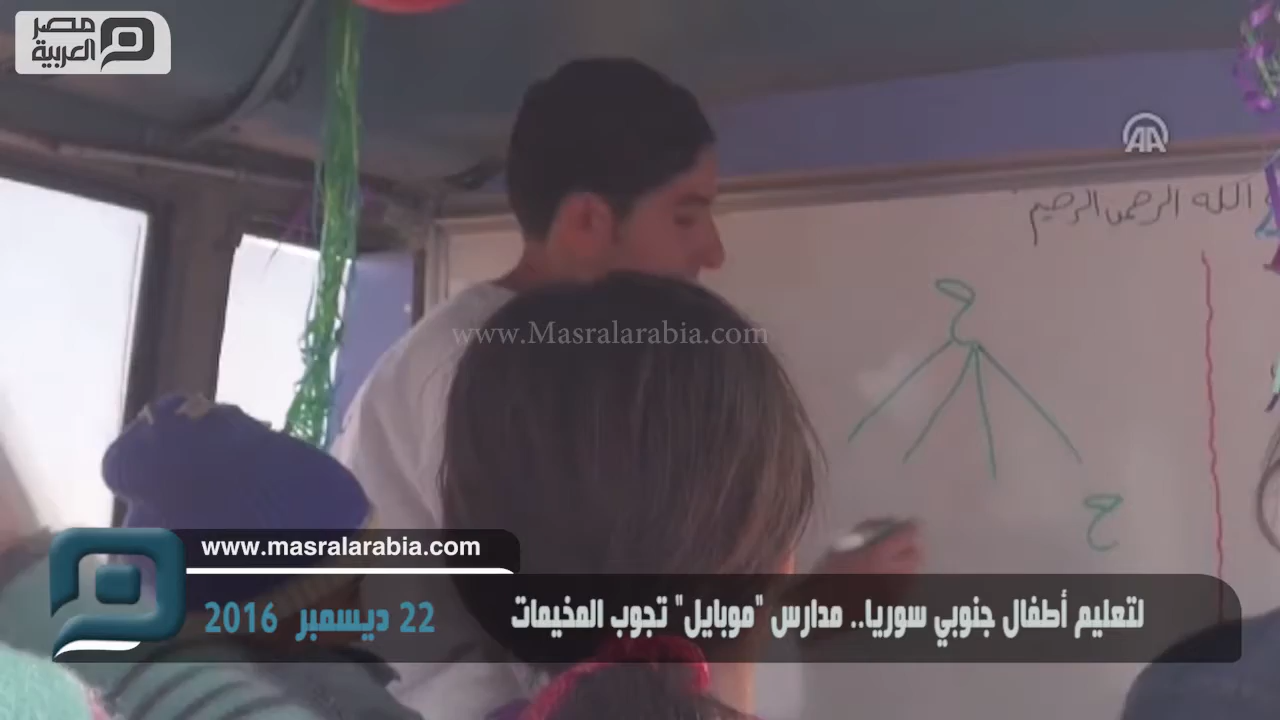 مصر
العربية
AA
الله الرحمن الرحيم
ح
ح
www.Masralarabia.com
www.masralarabia.com
لتعليم أطفال جنوبي سوريا.. مدارس "موبايل" تجوب المخيمات
22 ديسمبر 2016